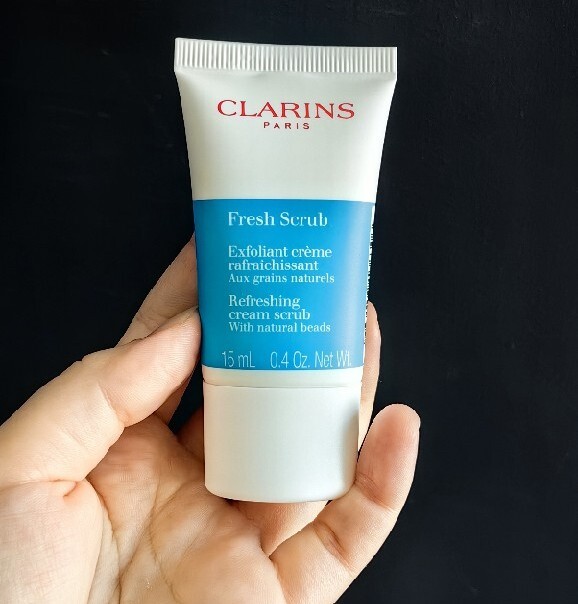 CLARINS
PARIS
Fresh Scrub
Exfoliant crème
rafraichissant
Aux grains naturels
Refreshing
cream scrub
With natural beads
15 mL 0.4 Oz. Net Wt.